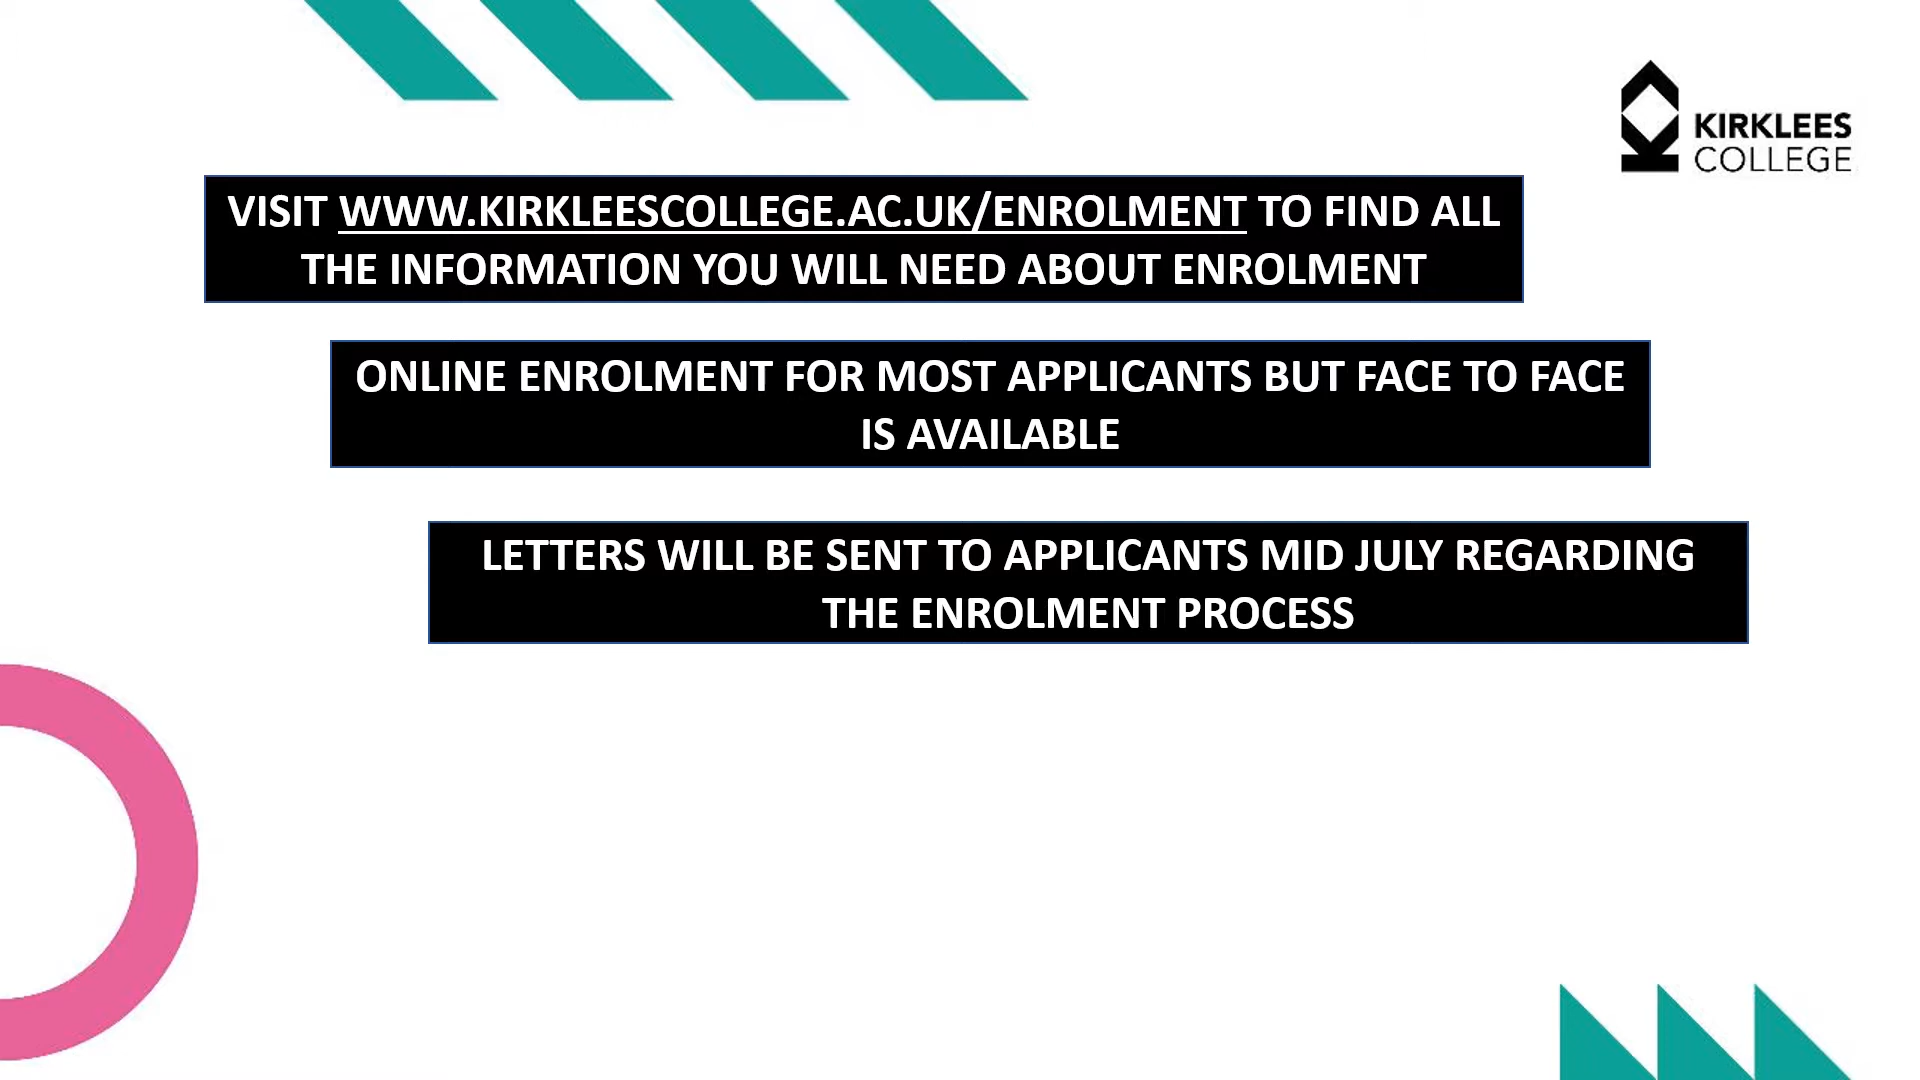 KIRKLEES
COLLEGE
VISIT WWW.KIRKLEESCOLLEGE.AC.UK/ENROLMENT TO FIND ALL
THE INFORMATION YOU WILL NEED ABOUT ENROLMENT
ONLINE ENROLMENT FOR MOST APPLICANTS BUT FACE TO FACE
IS AVAILABLE
LETTERS WILL BE SENT TO APPLICANTS MID JULY REGARDING
THE ENROLMENT PROCESS